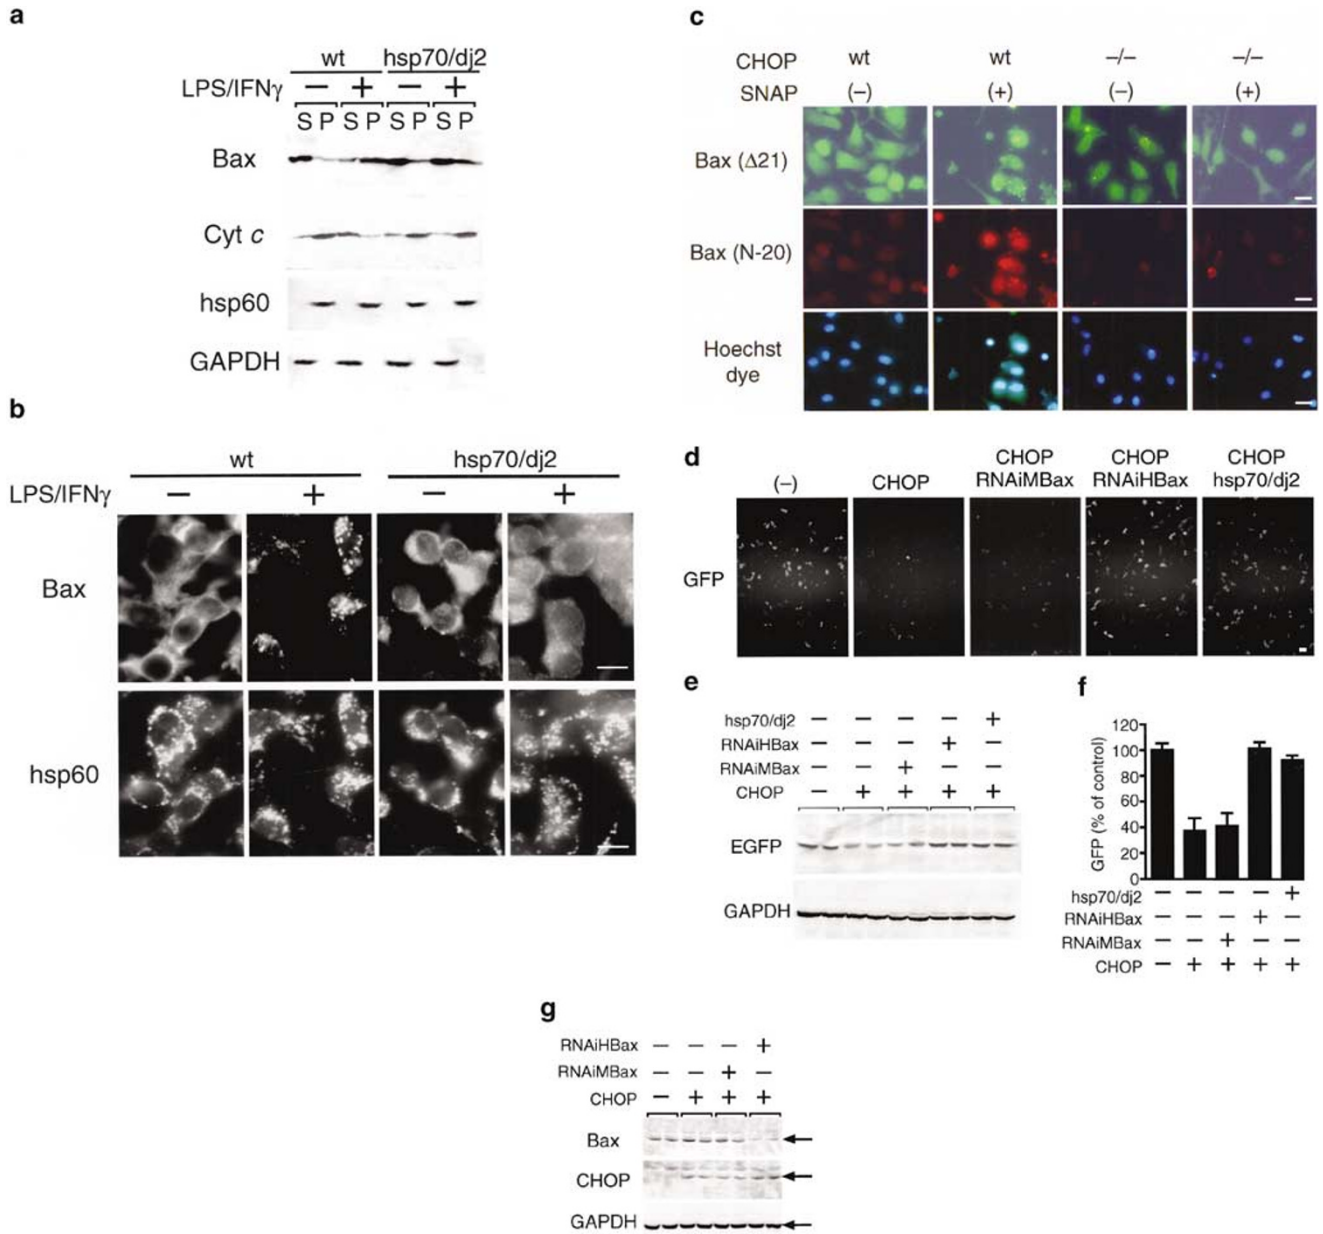 a
wt hsp70/dj2
LPS/IFNγ − + − +
S P S P S P S P
Bax
Cyt c
hsp60
GAPDH
b
wt hsp70/dj2
LPS/IFNγ − + − +
Bax
hsp60
c
CHOP wt wt −/− −/−
SNAP (−) (+) (−) (+)
Bax (Δ21)
Bax (N-20)
Hoechst
dye
d
(−) CHOP CHOP RNAiMBax CHOP RNAiHBax CHOP hsp70/dj2
GFP
e
hsp70/dj2 − − − − +
RNAiHBax − − − + −
RNAiMBax − − + − −
CHOP − + + + +
EGFP
GAPDH
f
GFP (% of control)
120
100
80
60
40
20
0
hsp70/dj2 − − − − +
RNAiHBax − − − + −
RNAiMBax − − + − −
CHOP − + + + +
g
RNAiHBax − − − +
RNAiMBax − − + −
CHOP − + + +
Bax
CHOP
GAPDH